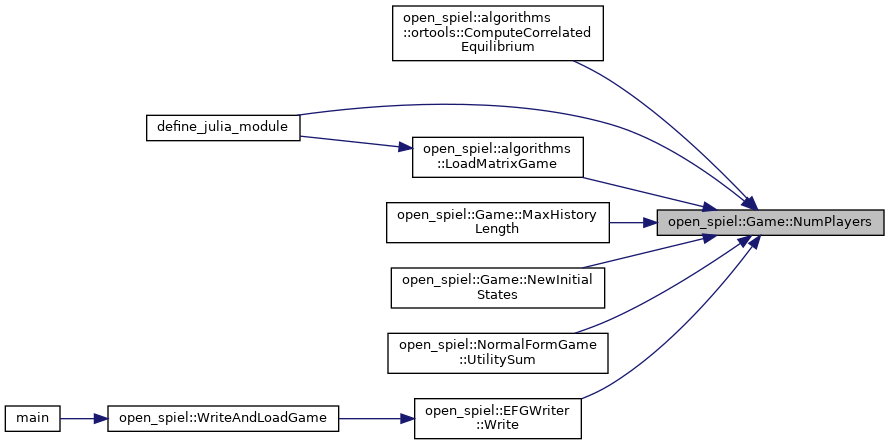 open_spiel::algorithms
::ortools::ComputeCorrelated
Equilibrium
define_julia_module
open_spiel::algorithms
::LoadMatrixGame
open_spiel::Game::MaxHistory
Length
open_spiel::Game::NumPlayers
open_spiel::Game::NewInitial
States
open_spiel::NormalFormGame
::UtilitySum
open_spiel::EFGWriter
::Write
open_spiel::WriteAndLoadGame
main